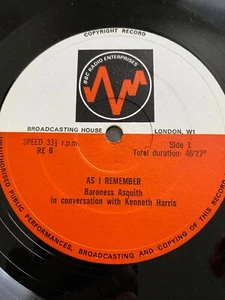 COPYRIGHT RECORD
BBC RADIO ENTERPRISES
BROADCASTING HOUSE LONDON, W1
SPEED 33⅓ r.p.m. Side 1
RE 6 Total duration: 46'27"
AS I REMEMBER
Baroness Asquith
in conversation with Kenneth Harris
UNAUTHORISED PUBLIC PERFORMANCES, BROADCASTING AND COPYING OF THIS RECORD